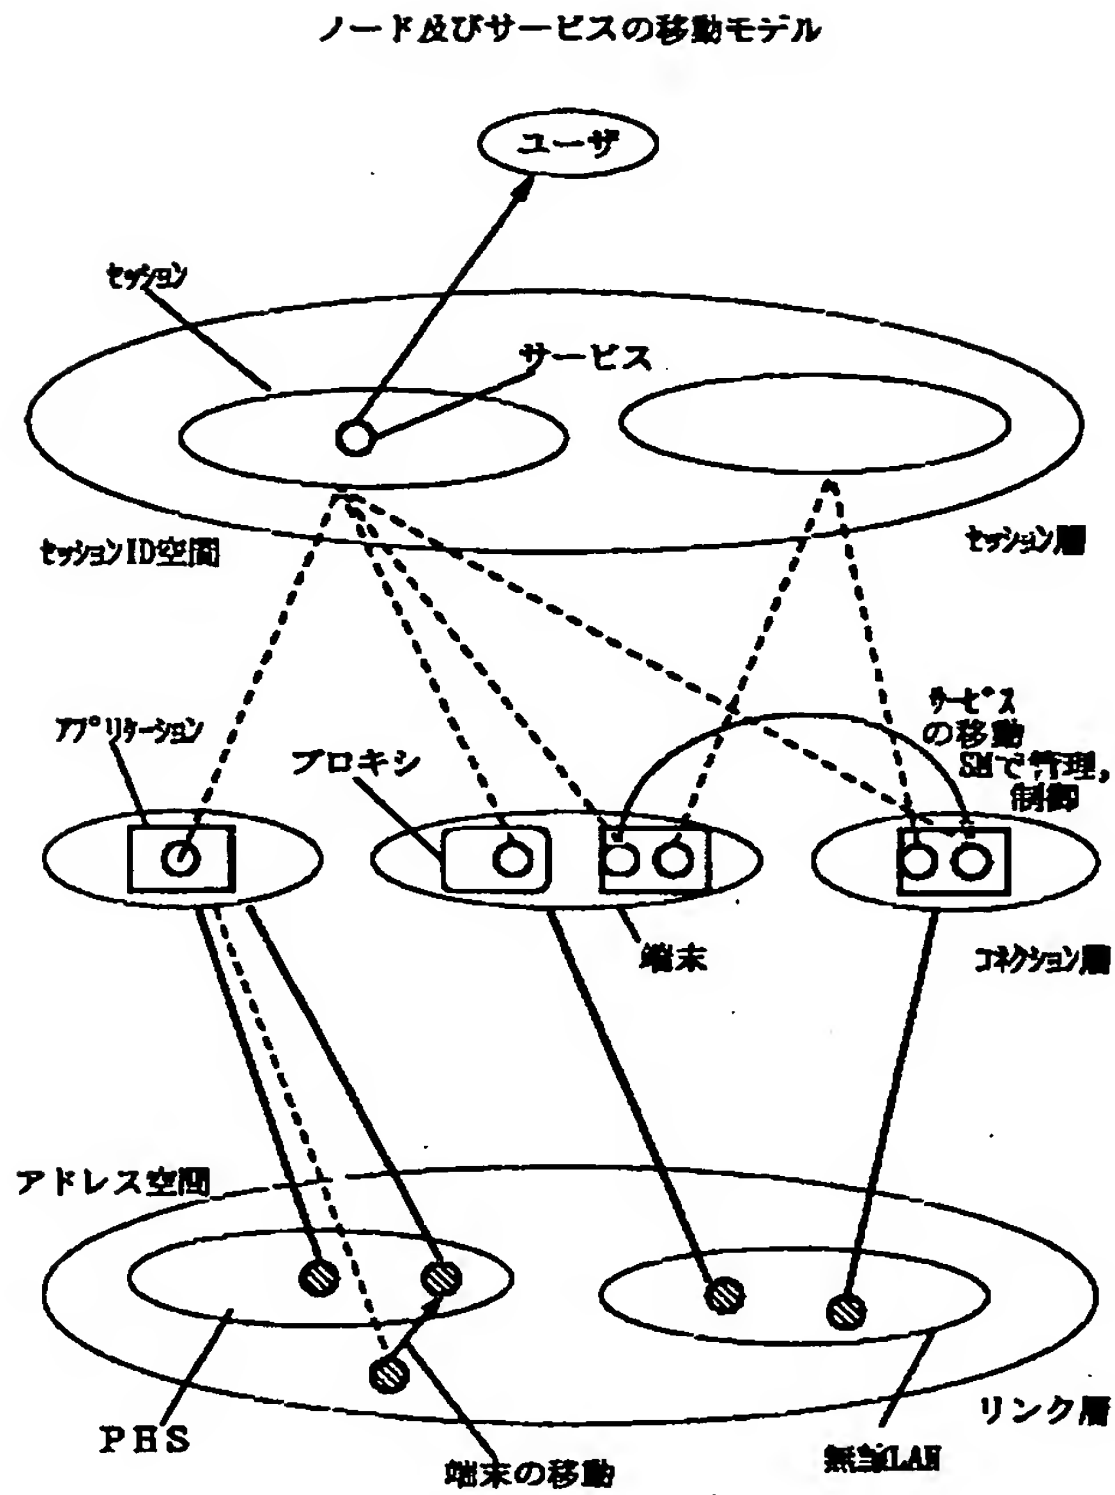 ノード及びサービスの移動モデル
ユーザ
セッション
サービス
セッションID空間
セッション層
アプリケーション
プロキシ
サービス
の移動
SMで管理,
制御
端末
コネクション層
アドレス空間
リンク層
PHS
端末の移動
無線LAN